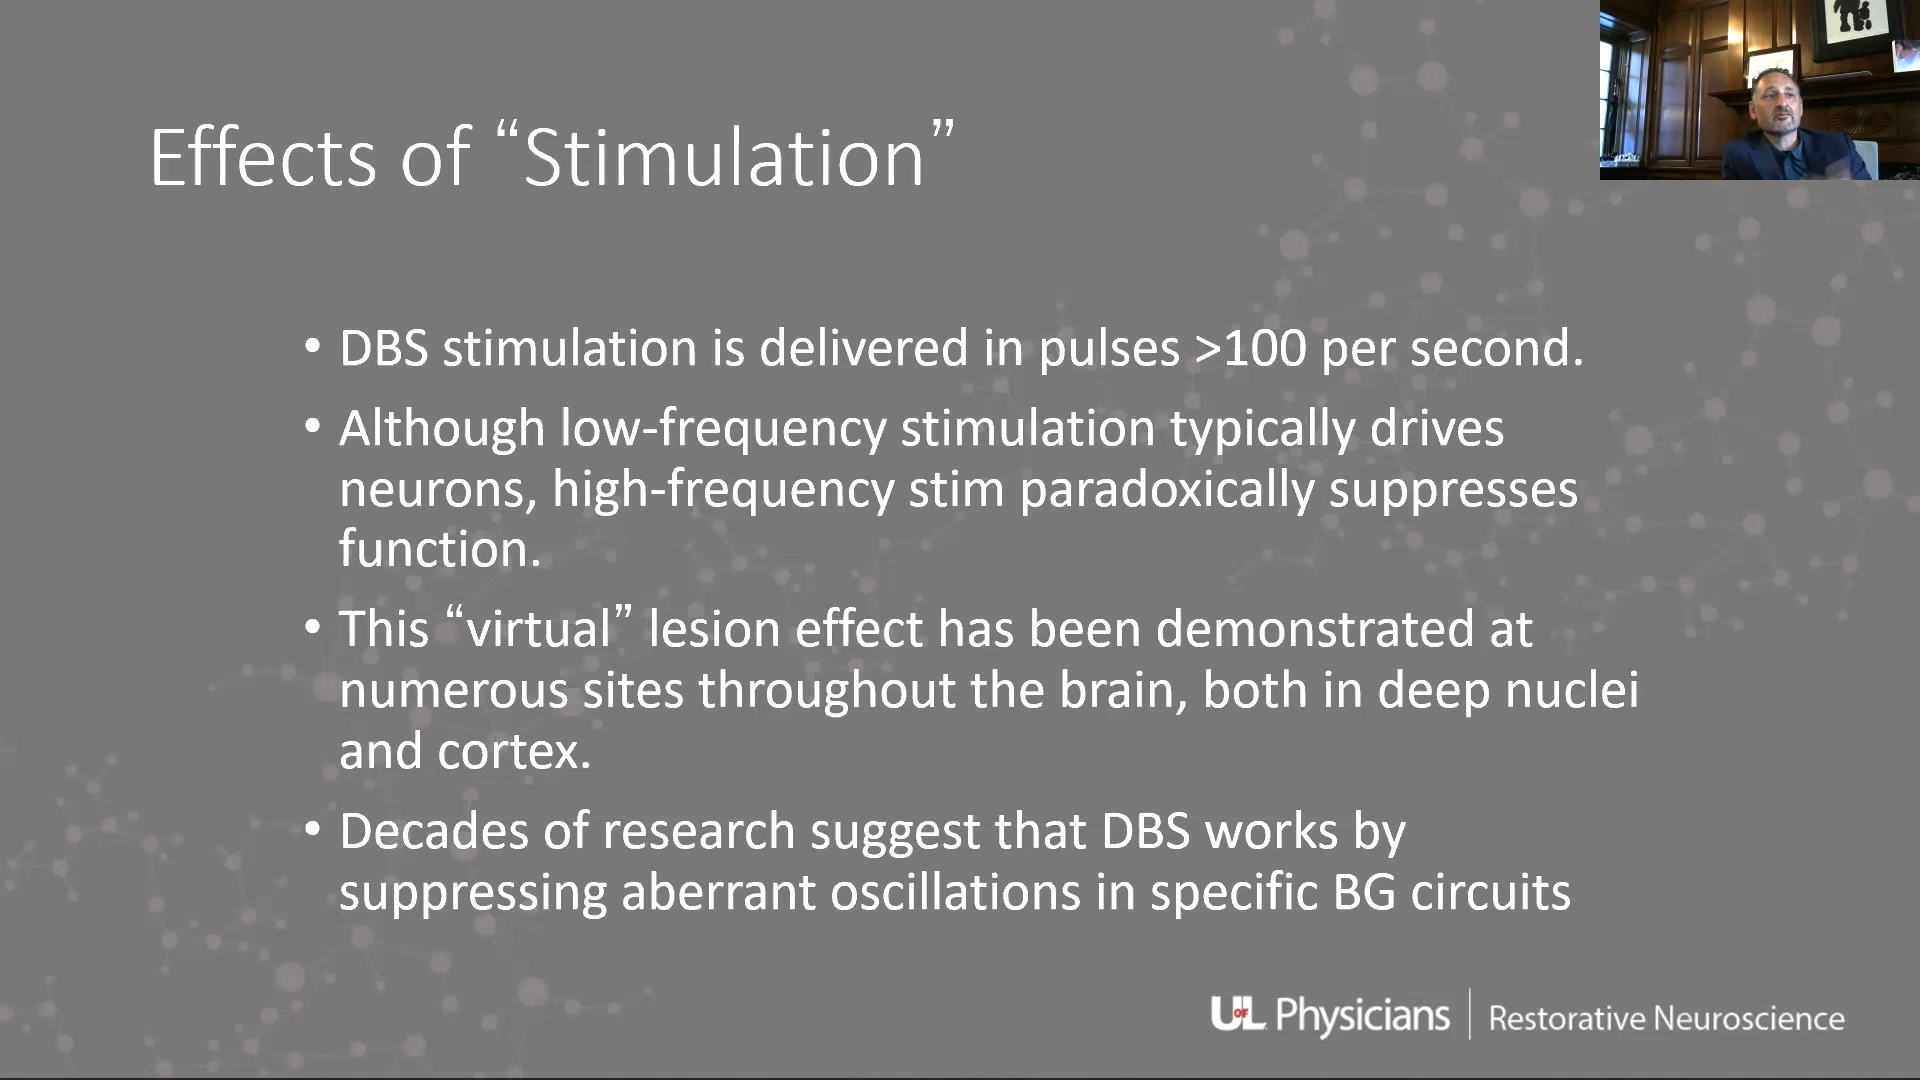 Effects of “Stimulation”
• DBS stimulation is delivered in pulses >100 per second.
• Although low-frequency stimulation typically drives
neurons, high-frequency stim paradoxically suppresses
function.
• This “virtual” lesion effect has been demonstrated at
numerous sites throughout the brain, both in deep nuclei
and cortex.
• Decades of research suggest that DBS works by
suppressing aberrant oscillations in specific BG circuits
UofL Physicians | Restorative Neuroscience